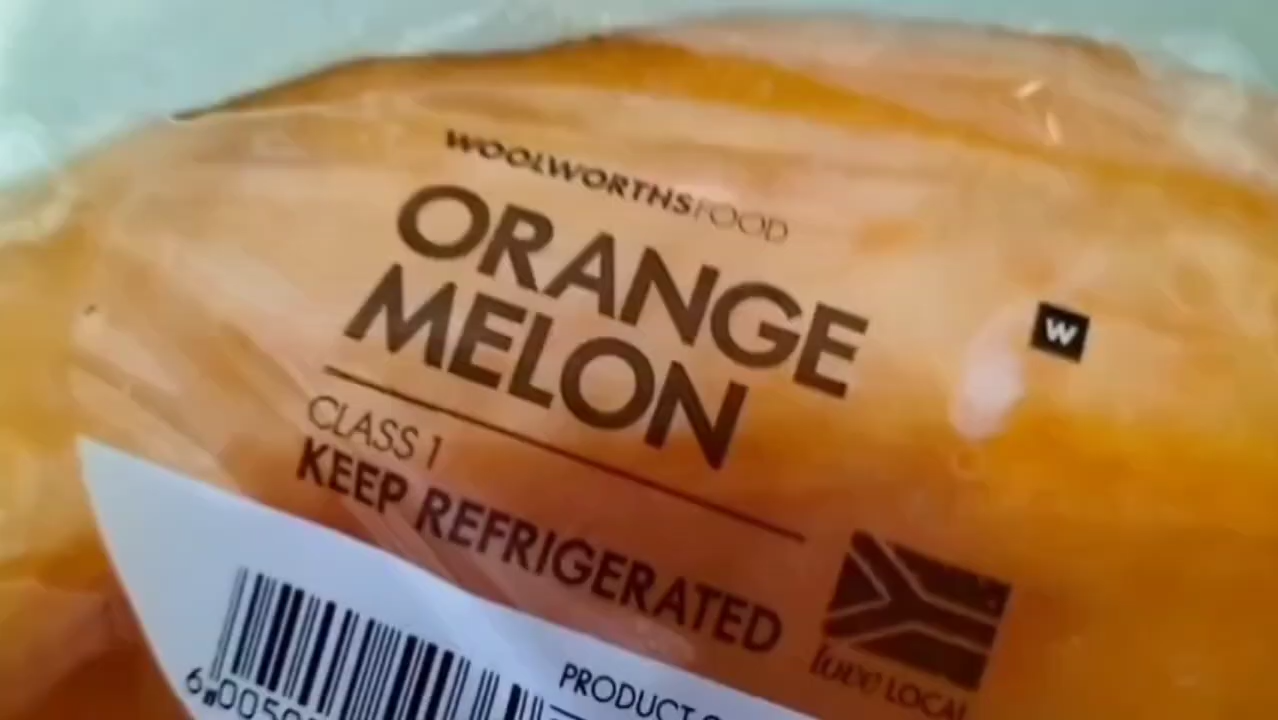 WOOLWORTHSFOOD
ORANGE
MELON
W
CLASS 1
KEEP REFRIGERATED
love LOCAL
PRODUCT